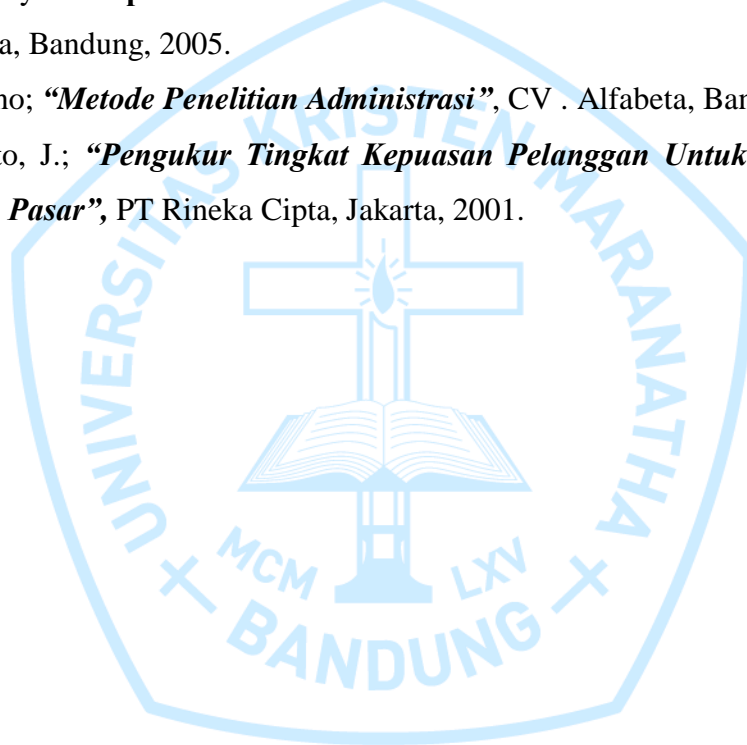 a, Bandung, 2005.
no; “Metode Penelitian Administrasi”, CV . Alfabeta, Ban
to, J.; “Pengukur Tingkat Kepuasan Pelanggan Untuk
Pasar”, PT Rineka Cipta, Jakarta, 2001.
UNIVERSITAS KRISTEN MARANATHA
MCM LXV
BANDUNG